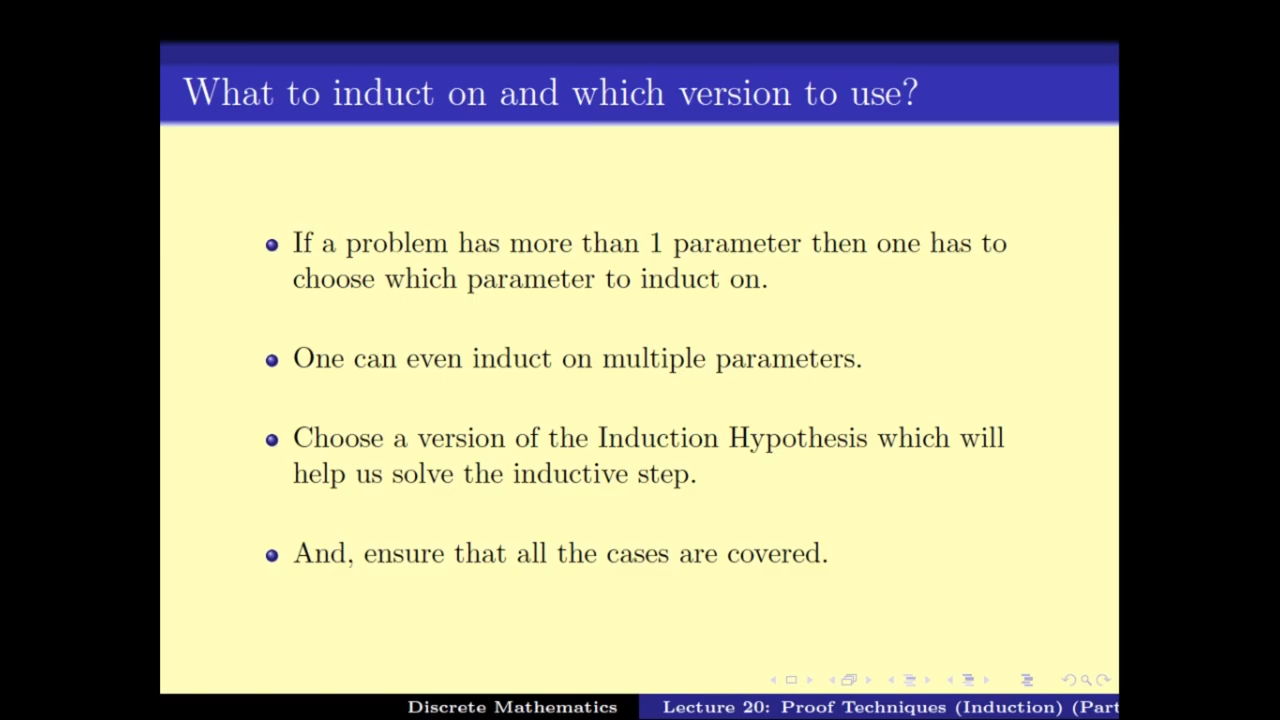 What to induct on and which version to use?
If a problem has more than 1 parameter then one has to
choose which parameter to induct on.
One can even induct on multiple parameters.
Choose a version of the Induction Hypothesis which will
help us solve the inductive step.
And, ensure that all the cases are covered.
Discrete Mathematics
Lecture 20: Proof Techniques (Induction) (Part